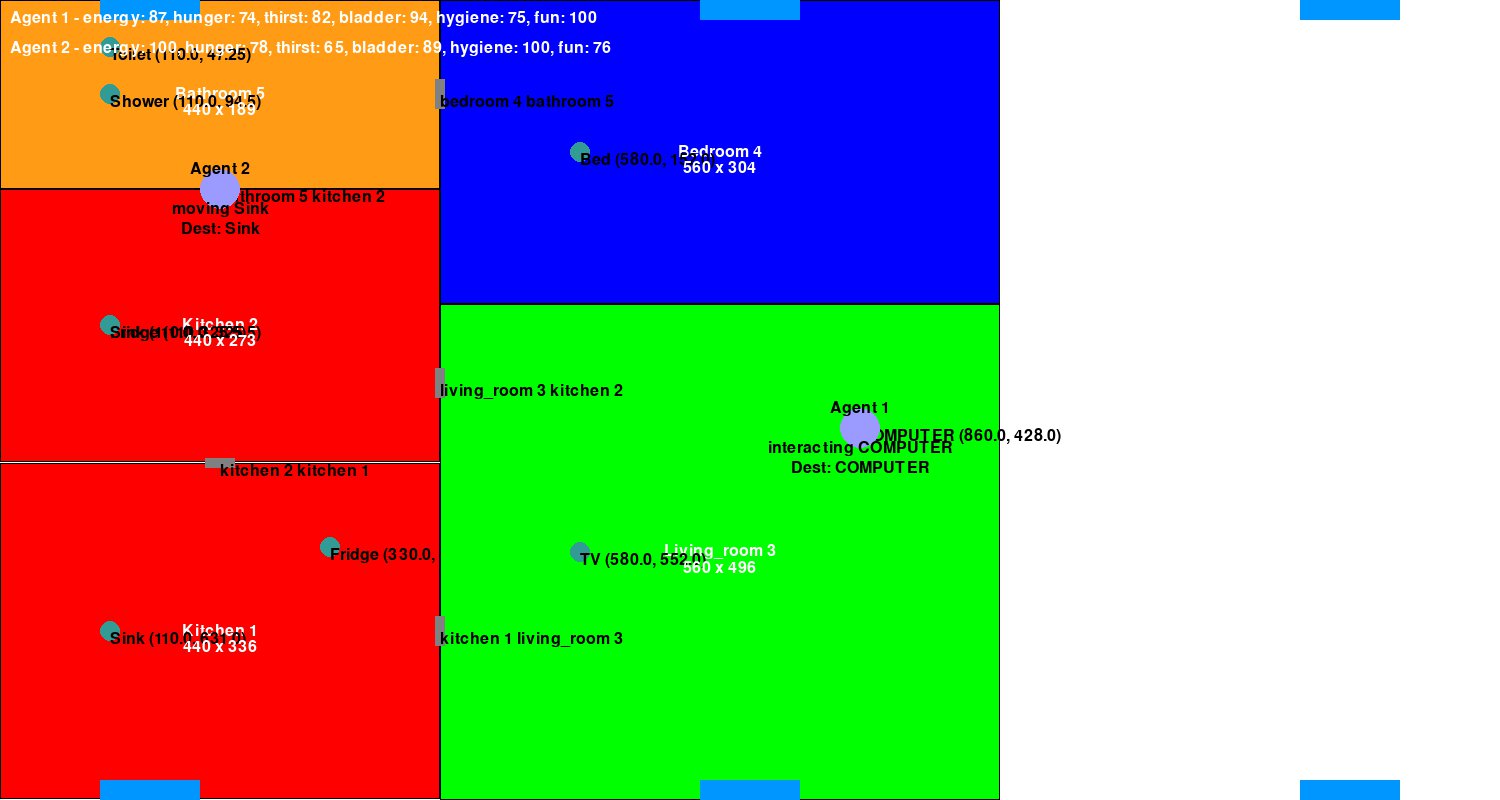 Agent 1 - energy: 87, hunger: 74, thirst: 82, bladder: 94, hygiene: 75, fun: 100
Agent 2 - energy: 100, hunger: 78, thirst: 65, bladder: 89, hygiene: 100, fun: 76
Toilet (110.0, 47.25)
Bathroom 5
440 x 189
Shower (110.0, 94.5)
bedroom 4 bathroom 5
Bedroom 4
560 x 304
Bed (580.0,
Agent 2
throom 5 kitchen 2
moving Sink
Dest: Sink
Kitchen 2
440 x 273
living_room 3 kitchen 2
Agent 1
OMPUTER (860.0, 428.0)
interacting COMPUTER
Dest: COMPUTER
kitchen 2 kitchen 1
Fridge (330.0,
TV (580.0, 552.0)
Living_room 3
560 x 496
Kitchen 1
440 x 336
Sink (110.0, 631.0)
kitchen 1 living_room 3